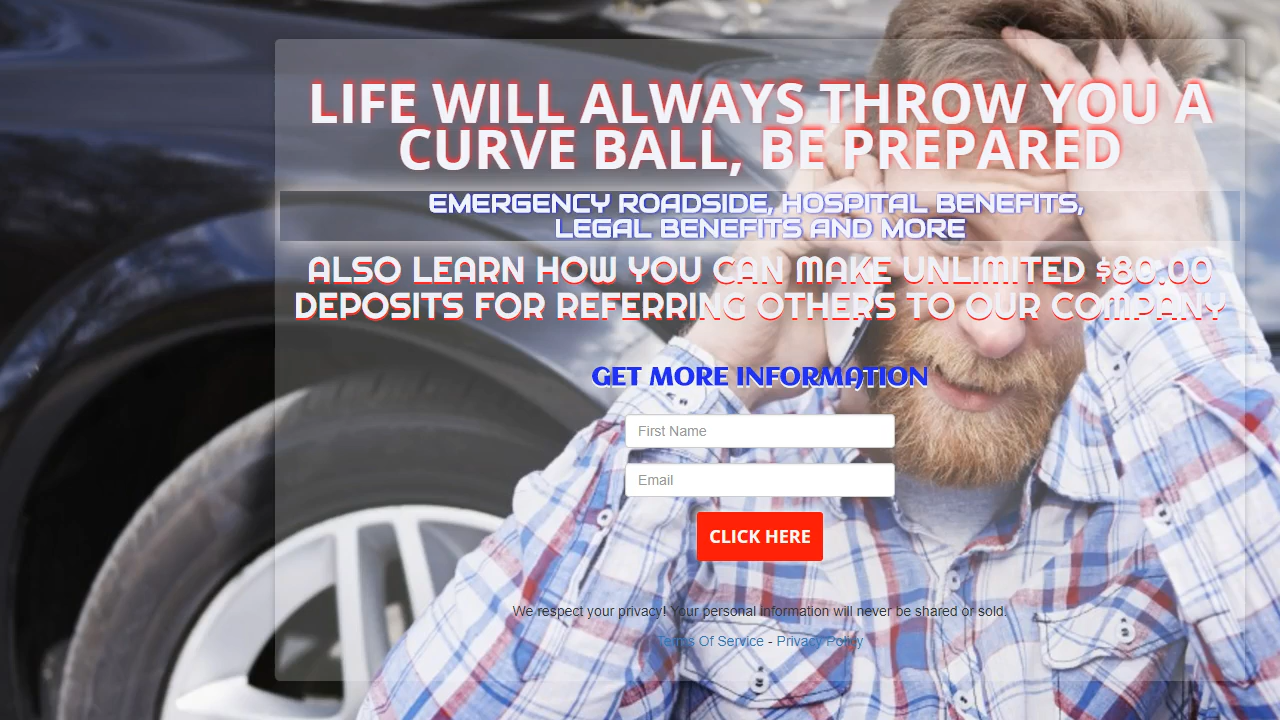 LIFE WILL ALWAYS THROW YOU A
CURVE BALL, BE PREPARED
EMERGENCY ROADSIDE, HOSPITAL BENEFITS,
LEGAL BENEFITS AND MORE
ALSO LEARN HOW YOU CAN MAKE UNLIMITED $80.00
DEPOSITS FOR REFERRING OTHERS TO OUR COMPANY
GET MORE INFORMATION
First Name
Email
CLICK HERE
We respect your privacy! Your personal information will never be shared or sold.
Terms Of Service - Privacy Policy